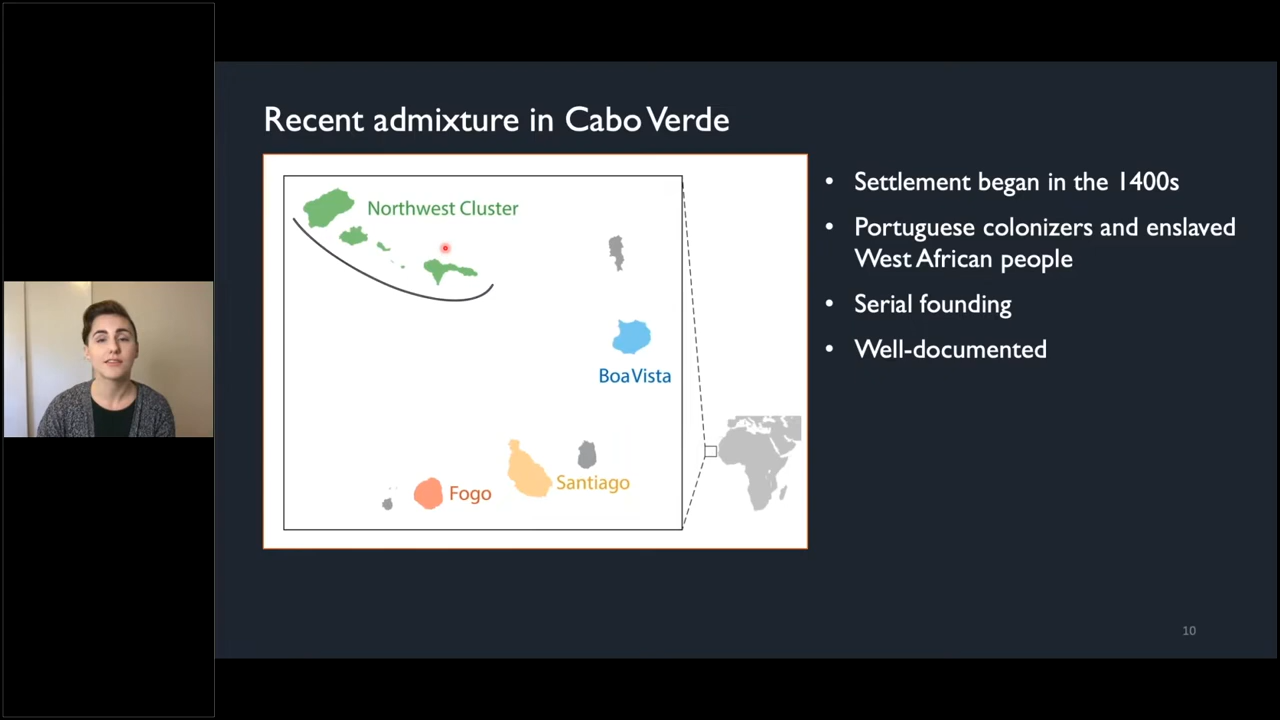 Recent admixture in Cabo Verde
Northwest Cluster
Boa Vista
Santiago
Fogo
• Settlement began in the 1400s
• Portuguese colonizers and enslaved
West African people
• Serial founding
• Well-documented
10